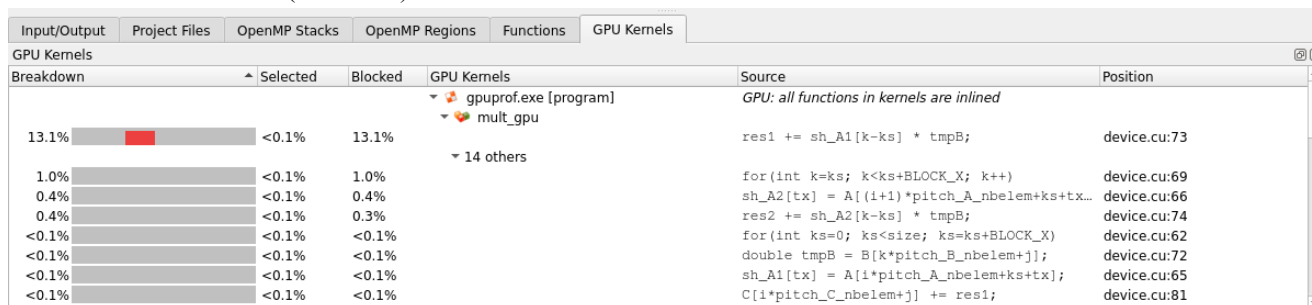 Input/Output Project Files OpenMP Stacks OpenMP Regions Functions GPU Kernels
GPU Kernels
Breakdown Selected Blocked GPU Kernels Source Position
gpuprof.exe [program] GPU: all functions in kernels are inlined
mult_gpu
13.1% <0.1% 13.1% res1 += sh_A1[k-ks] * tmpB; device.cu:73
14 others
1.0% <0.1% 1.0% for(int k=ks; k<ks+BLOCK_X; k++) device.cu:69
0.4% <0.1% 0.4% sh_A2[tx] = A[(i+1)*pitch_A_nbelem+ks+tx… device.cu:66
0.4% <0.1% 0.3% res2 += sh_A2[k-ks] * tmpB; device.cu:74
<0.1% <0.1% <0.1% for(int ks=0; ks<size; ks=ks+BLOCK_X) device.cu:62
<0.1% <0.1% <0.1% double tmpB = B[k*pitch_B_nbelem+j]; device.cu:72
<0.1% <0.1% <0.1% sh_A1[tx] = A[i*pitch_A_nbelem+ks+tx]; device.cu:65
<0.1% <0.1% <0.1% C[i*pitch_C_nbelem+j] += res1; device.cu:81